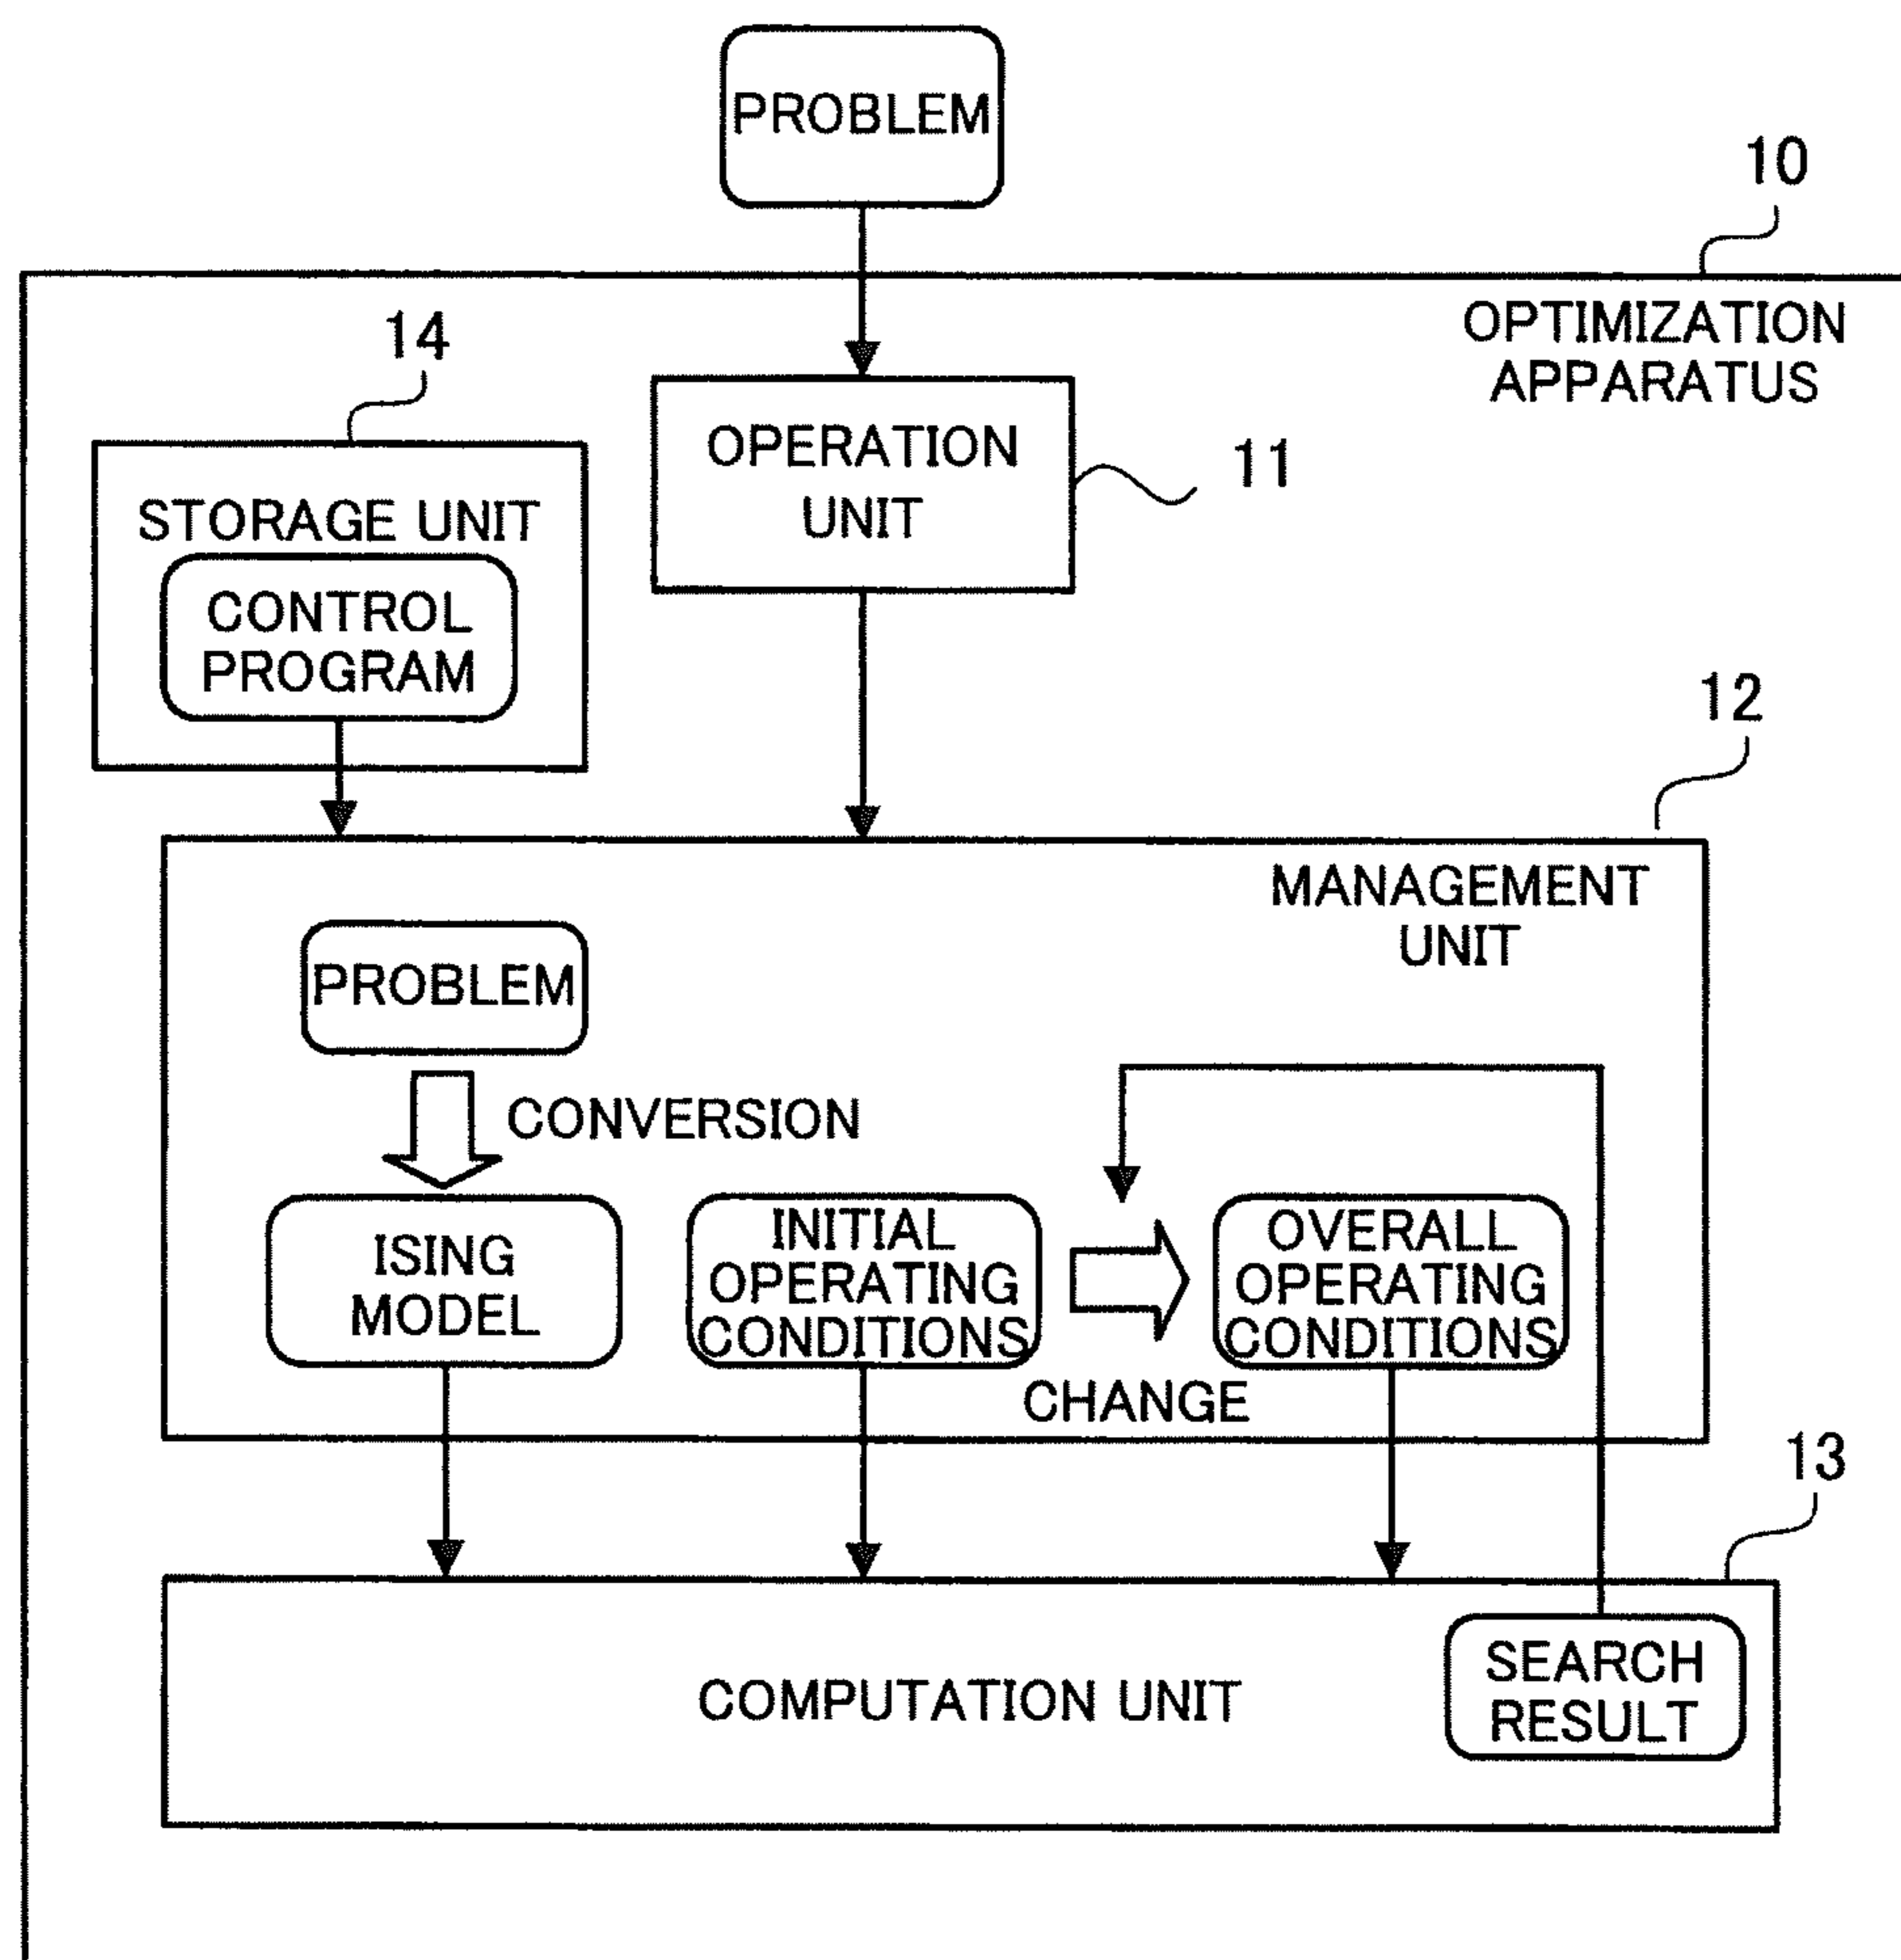 PROBLEM
10
OPTIMIZATION
APPARATUS
14
OPERATION
UNIT
11
STORAGE UNIT
CONTROL
PROGRAM
12
MANAGEMENT
UNIT
PROBLEM
CONVERSION
ISING
MODEL
INITIAL
OPERATING
CONDITIONS
OVERALL
OPERATING
CONDITIONS
CHANGE
13
COMPUTATION UNIT
SEARCH
RESULT